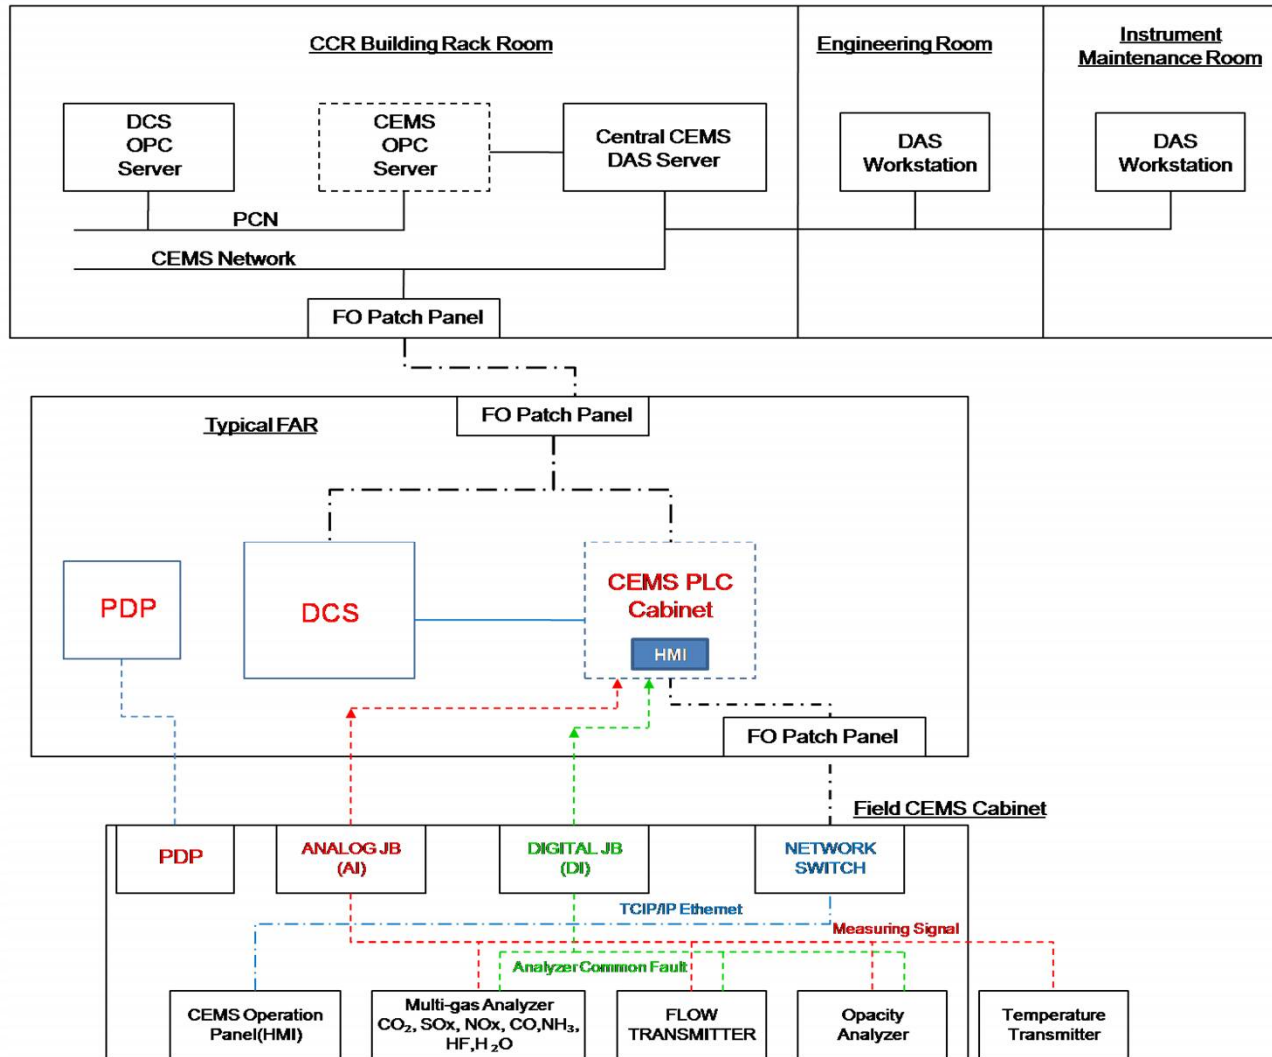 CCR Building Rack Room
Engineering Room
Instrument
Maintenance Room
DCS
OPC
Server
CEMS
OPC
Server
Central CEMS
DAS Server
DAS
Workstation
DAS
Workstation
PCN
CEMS Network
FO Patch Panel
Typical FAR
FO Patch Panel
PDP
DCS
CEMS PLC
Cabinet
HMI
FO Patch Panel
Field CEMS Cabinet
PDP
ANALOG JB
(AI)
DIGITAL JB
(DI)
NETWORK
SWITCH
TCIP/IP Ethernet
Measuring Signal
Analyzer Common Fault
CEMS Operation
Panel(HMI)
Multi-gas Analyzer
CO₂, SOx, NOx, CO,NH₃,
HF,H₂O
FLOW
TRANSMITTER
Opacity
Analyzer
Temperature
Transmitter